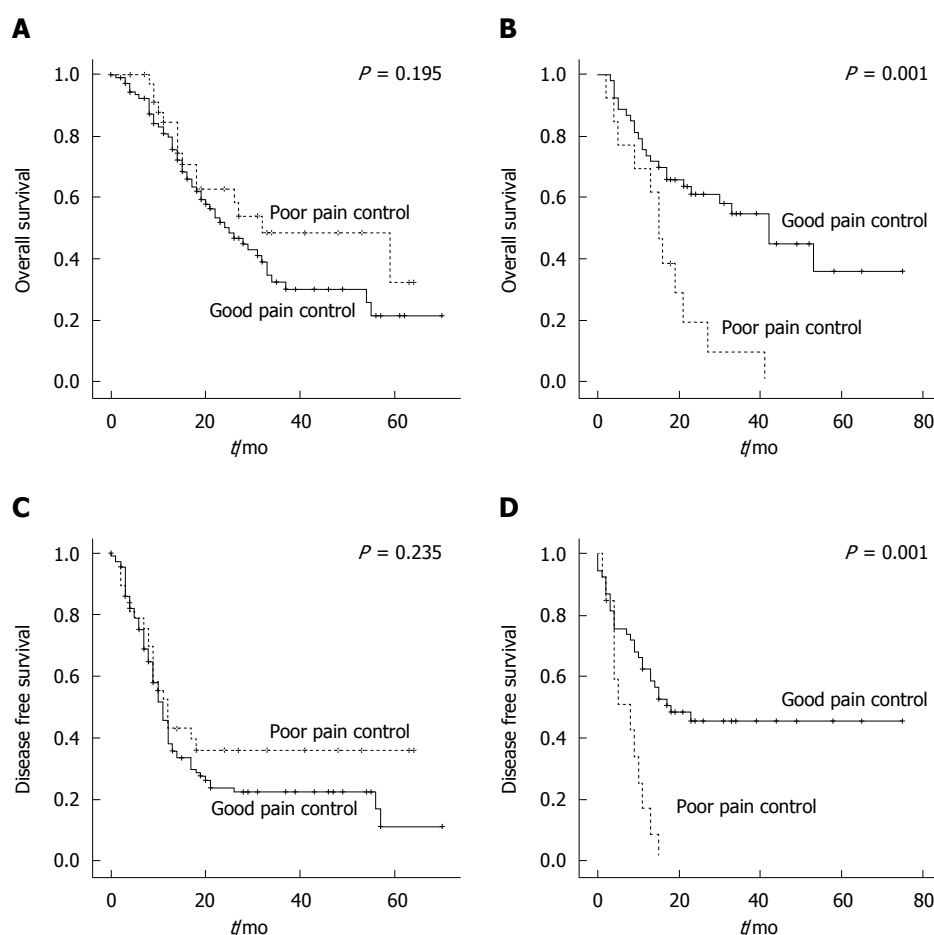 A
P = 0.195
1.0
0.8
0.6
0.4
0.2
0.0
Overall survival
Poor pain control
Good pain control
0 20 40 60
t/mo
B
P = 0.001
1.0
0.8
0.6
0.4
0.2
0.0
Overall survival
Good pain control
Poor pain control
0 20 40 60 80
t/mo
C
P = 0.235
1.0
0.8
0.6
0.4
0.2
0.0
Disease free survival
Poor pain control
Good pain control
0 20 40 60
t/mo
D
P = 0.001
1.0
0.8
0.6
0.4
0.2
0.0
Disease free survival
Good pain control
Poor pain control
0 20 40 60 80
t/mo